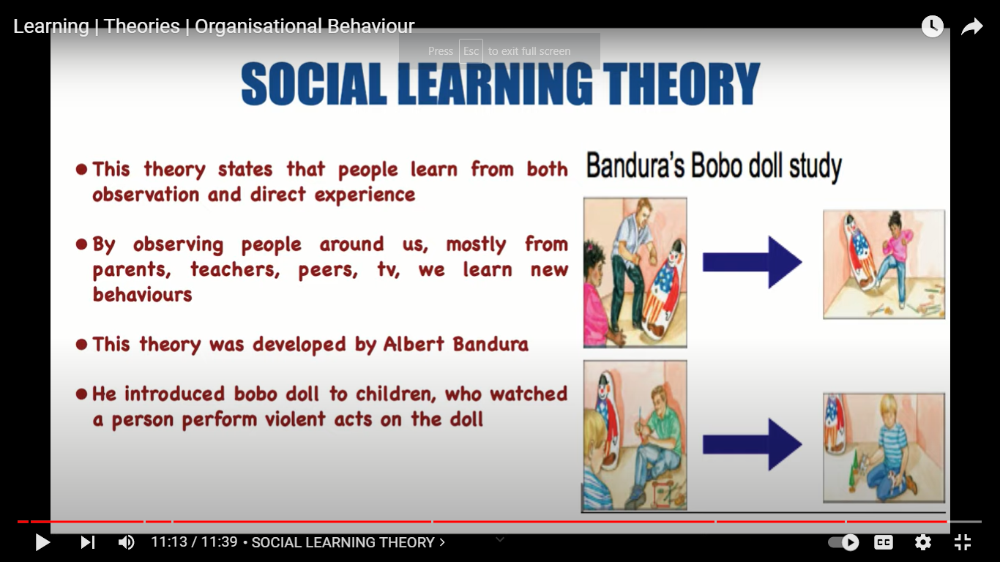 Learning | Theories | Organisational Behaviour
Press Esc to exit full screen
SOCIAL LEARNING THEORY
● This theory states that people learn from both
observation and direct experience
● By observing people around us, mostly from
parents, teachers, peers, tv, we learn new
behaviours
● This theory was developed by Albert Bandura
● He introduced bobo doll to children, who watched
a person perform violent acts on the doll
Bandura's Bobo doll study
11:13 / 11:39 • SOCIAL LEARNING THEORY >
CC